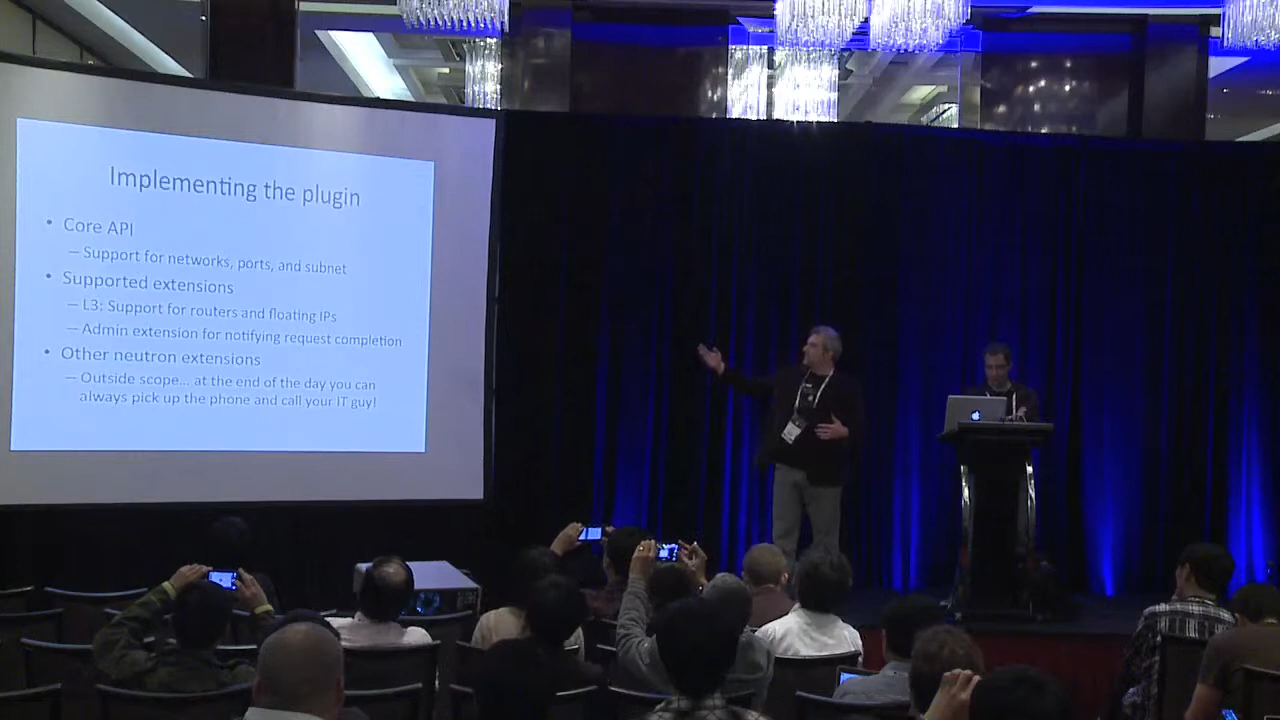 Implementing the plugin
• Core API
– Support for networks, ports, and subnet
• Supported extensions
– L3: Support for routers and floating IPs
– Admin extension for notifying request completion
• Other neutron extensions
– Outside scope... at the end of the day you can
always pick up the phone and call your IT guy!